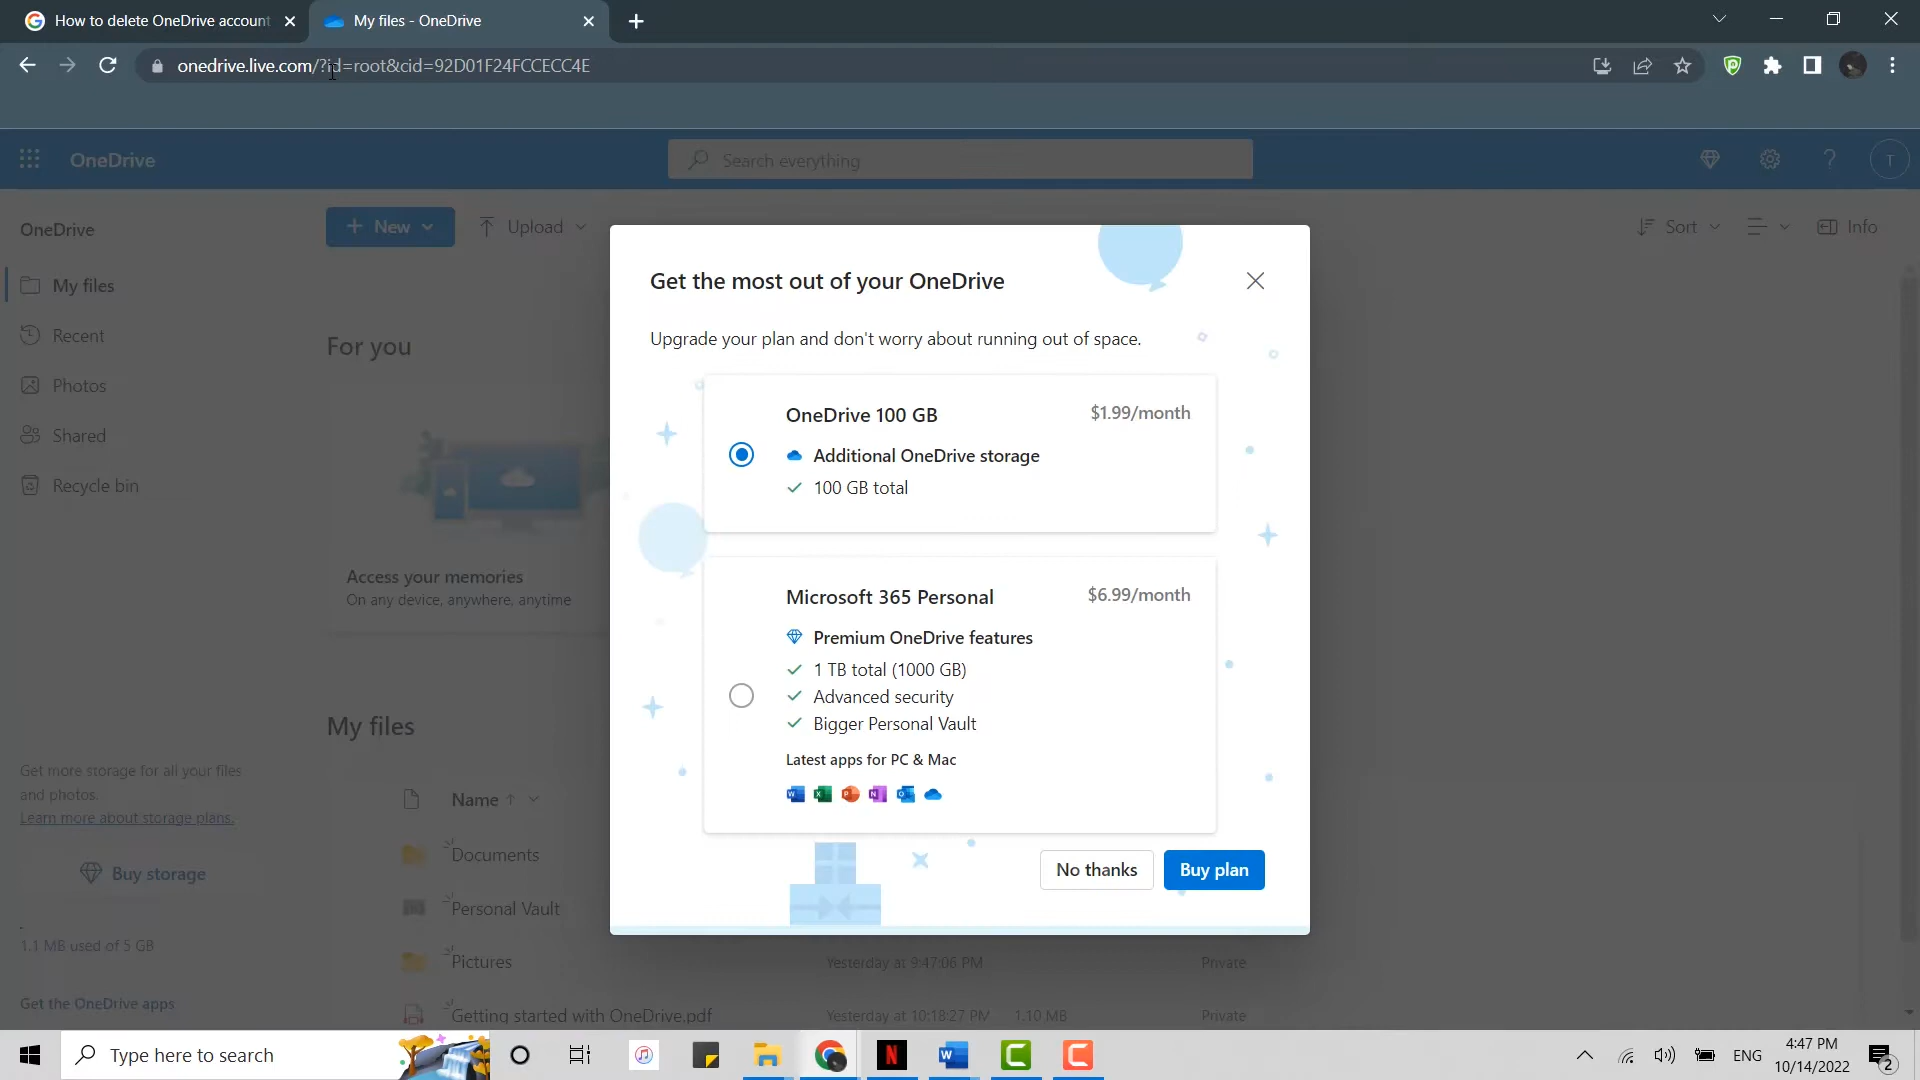 How to delete OneDrive account
My files - OneDrive
onedrive.live.com/?id=root&cid=92D01F24FCCECC4E
OneDrive
Search everything
T
OneDrive
New
Upload
Sort
Info
My files
Recent
Photos
Shared
Recycle bin
For you
Access your memories
On any device, anywhere, anytime
Get the most out of your OneDrive
Upgrade your plan and don't worry about running out of space.
OneDrive 100 GB
$1.99/month
Additional OneDrive storage
100 GB total
Microsoft 365 Personal
$6.99/month
Premium OneDrive features
1 TB total (1000 GB)
Advanced security
Bigger Personal Vault
Latest apps for PC & Mac
No thanks
Buy plan
My files
Name
Documents
Personal Vault
Pictures
Yesterday at 9:47:06 PM
Private
Getting started with OneDrive.pdf
Yesterday at 10:18:27 PM
1.10 MB
Private
Get more storage for all your files
and photos.
Learn more about storage plans.
Buy storage
1.1 MB used of 5 GB
Get the OneDrive apps
Type here to search
ENG
4:47 PM
10/14/2022
2